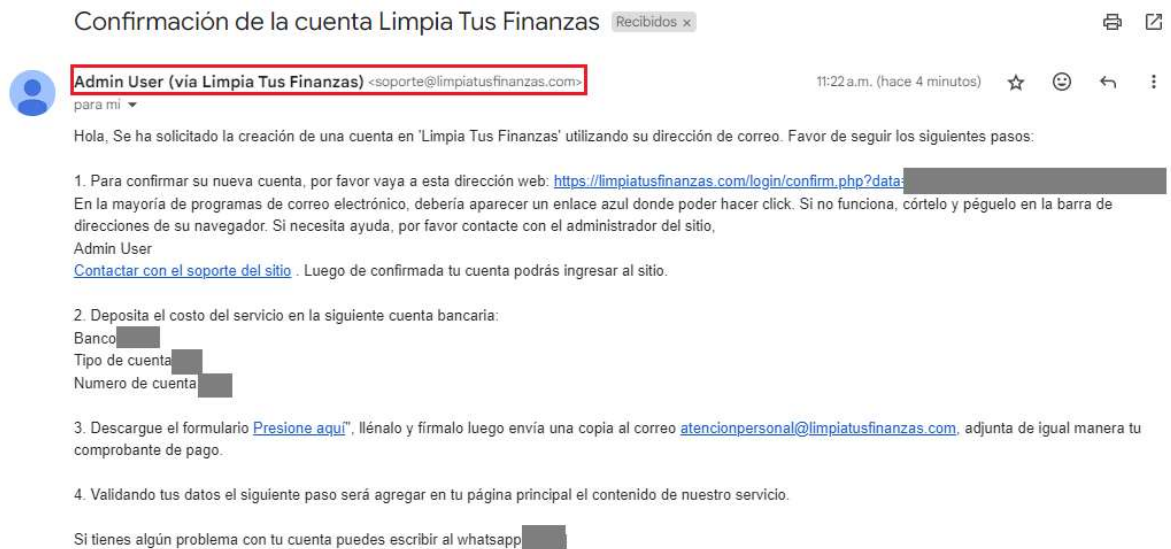 Confirmación de la cuenta Limpia Tus Finanzas Recibidos x
Admin User (vía Limpia Tus Finanzas) <soporte@limpiatusfinanzas.com> 11:22 a.m. (hace 4 minutos)
para mí
Hola, Se ha solicitado la creación de una cuenta en 'Limpia Tus Finanzas' utilizando su dirección de correo. Favor de seguir los siguientes pasos:
1. Para confirmar su nueva cuenta, por favor vaya a esta dirección web: https://limpiatusfinanzas.com/login/confirm.php?data=
En la mayoría de programas de correo electrónico, debería aparecer un enlace azul donde poder hacer click. Si no funciona, córtelo y péguelo en la barra de
direcciones de su navegador. Si necesita ayuda, por favor contacte con el administrador del sitio,
Admin User
Contactar con el soporte del sitio . Luego de confirmada tu cuenta podrás ingresar al sitio.
2. Deposita el costo del servicio en la siguiente cuenta bancaria:
Banco
Tipo de cuenta
Numero de cuenta
3. Descargue el formulario Presione aquí", llénalo y fírmalo luego envía una copia al correo atencionpersonal@limpiatusfinanzas.com, adjunta de igual manera tu
comprobante de pago.
4. Validando tus datos el siguiente paso será agregar en tu página principal el contenido de nuestro servicio.
Si tienes algún problema con tu cuenta puedes escribir al whatsapp